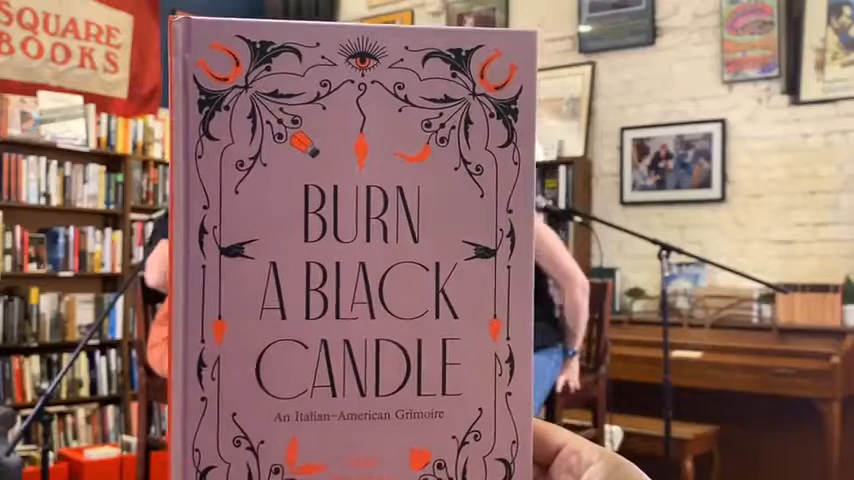 SQUARE
BOOKS
BURN
A BLACK
CANDLE
An Italian-American Grimoire